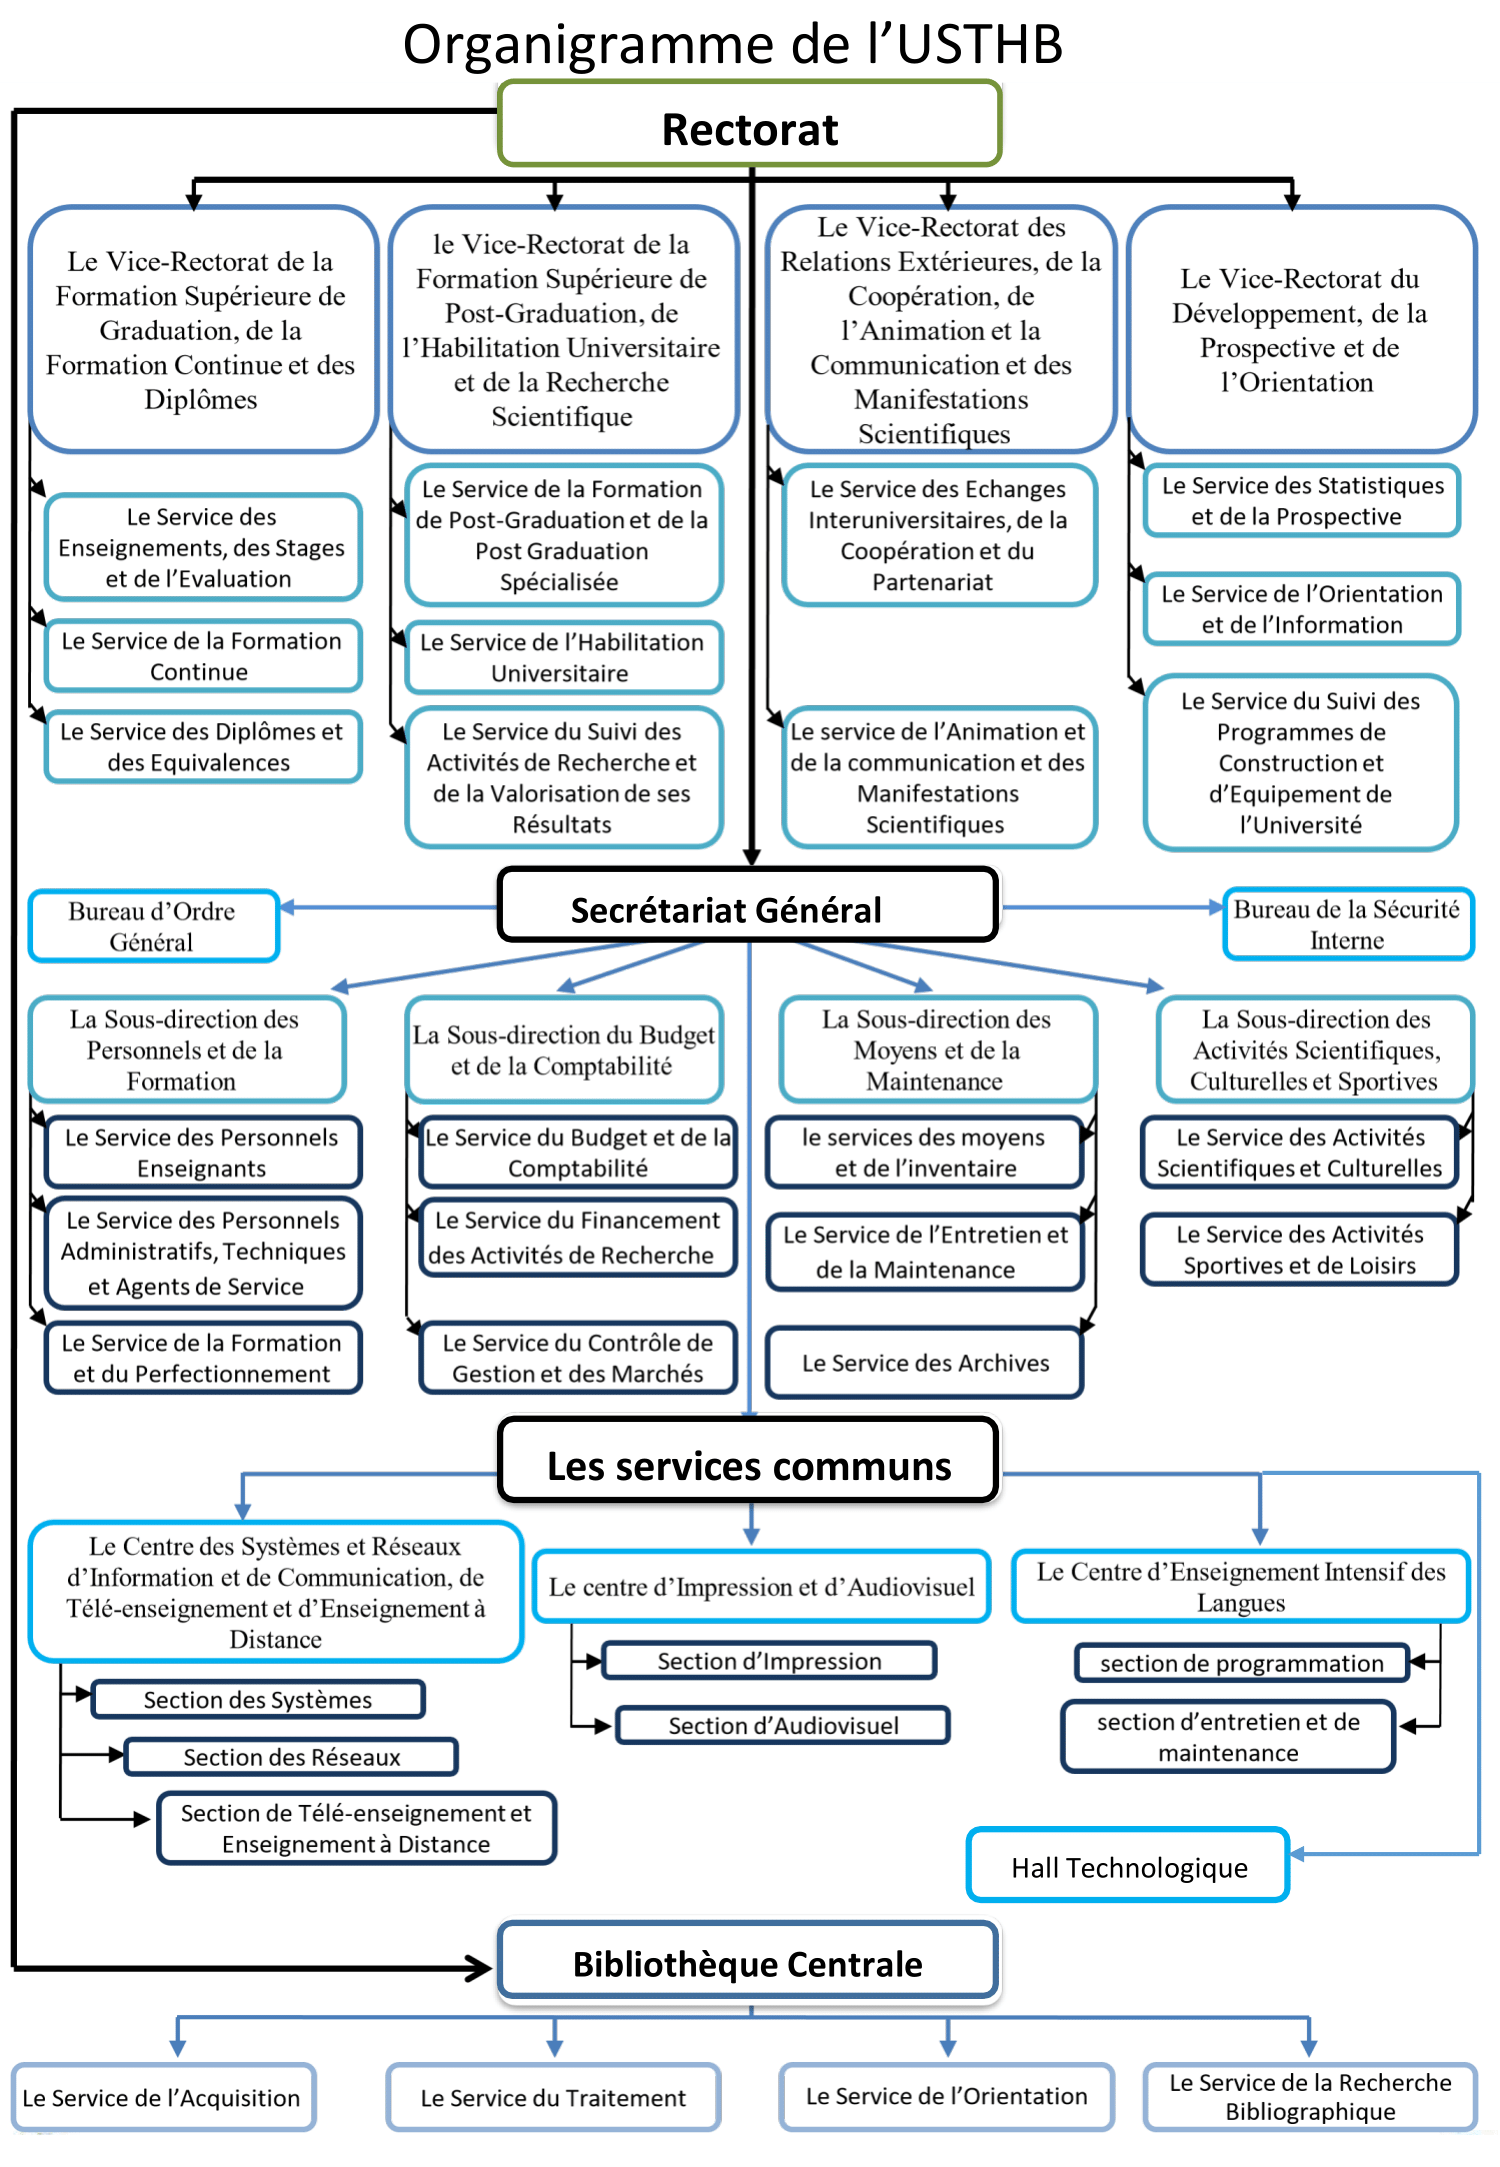 Organigramme de l’USTHB
Rectorat
Le Vice-Rectorat de la
Formation Supérieure de
Graduation, de la
Formation Continue et des
Diplômes
le Vice-Rectorat de la
Formation Supérieure de
Post-Graduation, de
l’Habilitation Universitaire
et de la Recherche
Scientifique
Le Vice-Rectorat des
Relations Extérieures, de la
Coopération, de
l’Animation et la
Communication et des
Manifestations
Scientifiques
Le Vice-Rectorat du
Développement, de la
Prospective et de
l’Orientation
Le Service des
Enseignements, des Stages
et de l’Evaluation
Le Service de la Formation
Continue
Le Service des Diplômes et
des Equivalences
Le Service de la Formation
de Post-Graduation et de la
Post Graduation
Spécialisée
Le Service de l’Habilitation
Universitaire
Le Service du Suivi des
Activités de Recherche et
de la Valorisation de ses
Résultats
Le Service des Echanges
Interuniversitaires, de la
Coopération et du
Partenariat
Le service de l’Animation et
de la communication et des
Manifestations
Scientifiques
Le Service des Statistiques
et de la Prospective
Le Service de l’Orientation
et de l’Information
Le Service du Suivi des
Programmes de
Construction et
d’Equipement de
l’Université
Secrétariat Général
Bureau d’Ordre
Général
Bureau de la Sécurité
Interne
La Sous-direction des
Personnels et de la
Formation
La Sous-direction du Budget
et de la Comptabilité
La Sous-direction des
Moyens et de la
Maintenance
La Sous-direction des
Activités Scientifiques,
Culturelles et Sportives
Le Service des Personnels
Enseignants
Le Service des Personnels
Administratifs, Techniques
et Agents de Service
Le Service de la Formation
et du Perfectionnement
Le Service du Budget et de la
Comptabilité
Le Service du Financement
des Activités de Recherche
Le Service du Contrôle de
Gestion et des Marchés
le services des moyens
et de l’inventaire
Le Service de l’Entretien et
de la Maintenance
Le Service des Archives
Le Service des Activités
Scientifiques et Culturelles
Le Service des Activités
Sportives et de Loisirs
Les services communs
Le Centre des Systèmes et Réseaux
d’Information et de Communication, de
Télé-enseignement et d’Enseignement à
Distance
Section des Systèmes
Section des Réseaux
Section de Télé-enseignement et
Enseignement à Distance
Le centre d’Impression et d’Audiovisuel
Section d’Impression
Section d’Audiovisuel
Le Centre d’Enseignement Intensif des
Langues
section de programmation
section d’entretien et de
maintenance
Hall Technologique
Bibliothèque Centrale
Le Service de l’Acquisition
Le Service du Traitement
Le Service de l’Orientation
Le Service de la Recherche
Bibliographique